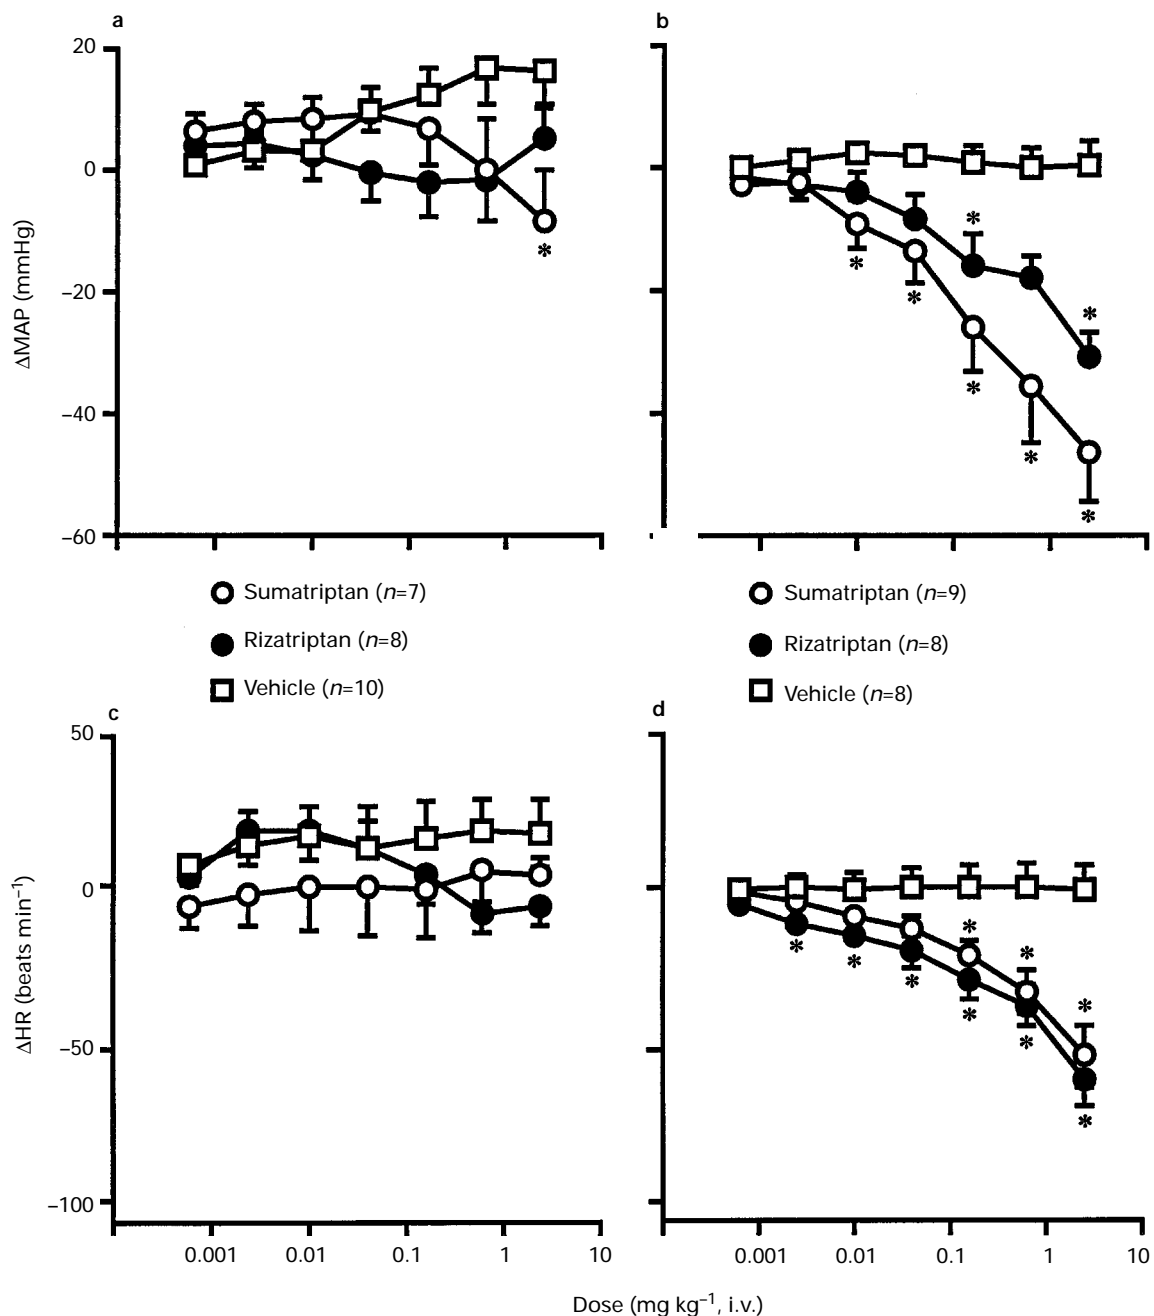 a
b
20
0
−20
−40
−60
ΔMAP (mmHg)
*
* * * * * * *
Sumatriptan (n=7)
Rizatriptan (n=8)
Vehicle (n=10)
Sumatriptan (n=9)
Rizatriptan (n=8)
Vehicle (n=8)
c
d
50
0
−50
−100
ΔHR (beats min⁻¹)
* * * * * * * * *
0.001 0.01 0.1 1 10
0.001 0.01 0.1 1 10
Dose (mg kg⁻¹, i.v.)